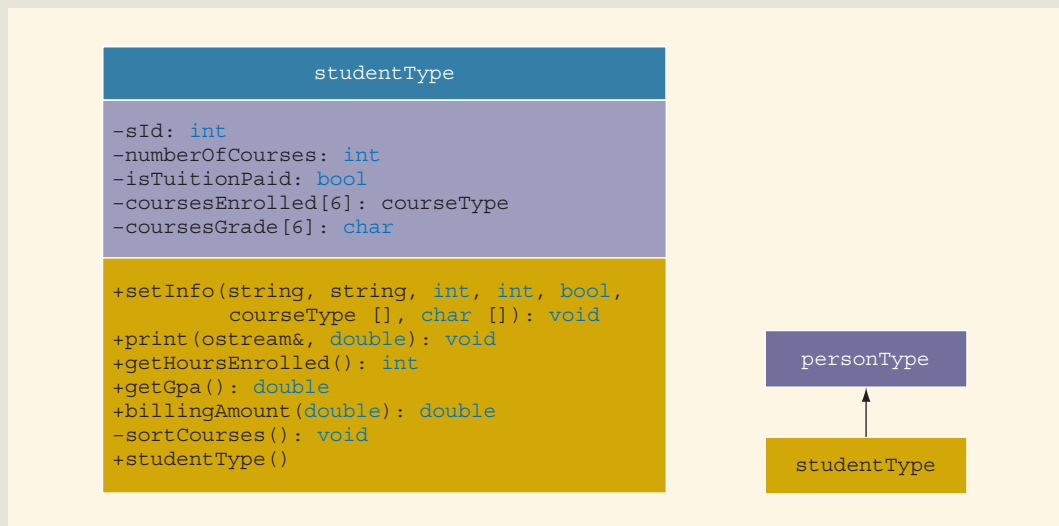 studentType
-sId: int
-numberOfCourses: int
-isTuitionPaid: bool
-coursesEnrolled[6]: courseType
-coursesGrade[6]: char
+setInfo(string, string, int, int, bool,
courseType [], char []): void
+print(ostream&, double): void
+getHoursEnrolled(): int
+getGpa(): double
+billingAmount(double): double
-sortCourses(): void
+studentType()
personType
studentType